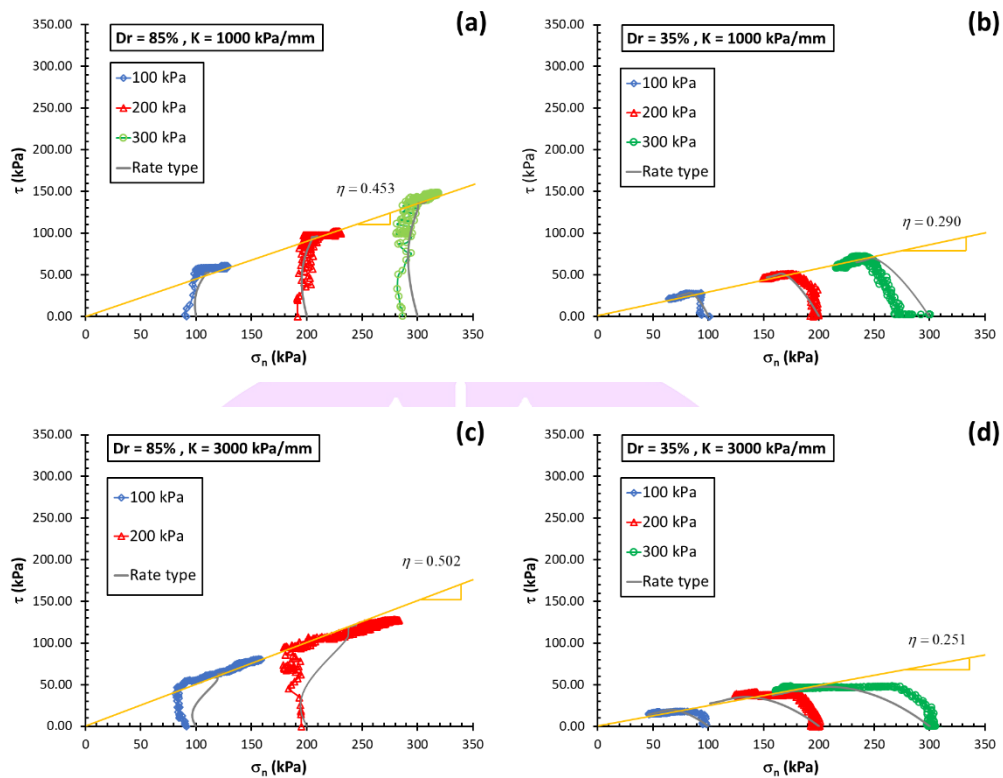 (a)
Dr = 85% , K = 1000 kPa/mm
350.00
300.00
250.00
200.00
150.00
100.00
50.00
0.00
τ (kPa)
100 kPa
200 kPa
300 kPa
Rate type
η = 0.453
0 50 100 150 200 250 300 350
σn (kPa)
(b)
Dr = 35% , K = 1000 kPa/mm
350.00
300.00
250.00
200.00
150.00
100.00
50.00
0.00
τ (kPa)
100 kPa
200 kPa
300 kPa
Rate type
η = 0.290
0 50 100 150 200 250 300 350
σn (kPa)
(c)
Dr = 85% , K = 3000 kPa/mm
350.00
300.00
250.00
200.00
150.00
100.00
50.00
0.00
τ (kPa)
100 kPa
200 kPa
Rate type
η = 0.502
0 50 100 150 200 250 300 350
σn (kPa)
(d)
Dr = 35% , K = 3000 kPa/mm
350.00
300.00
250.00
200.00
150.00
100.00
50.00
0.00
τ (kPa)
100 kPa
200 kPa
300 kPa
Rate type
η = 0.251
0 50 100 150 200 250 300 350
σn (kPa)